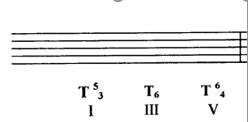 T⁵₃ T₆ T⁶₄
I III V